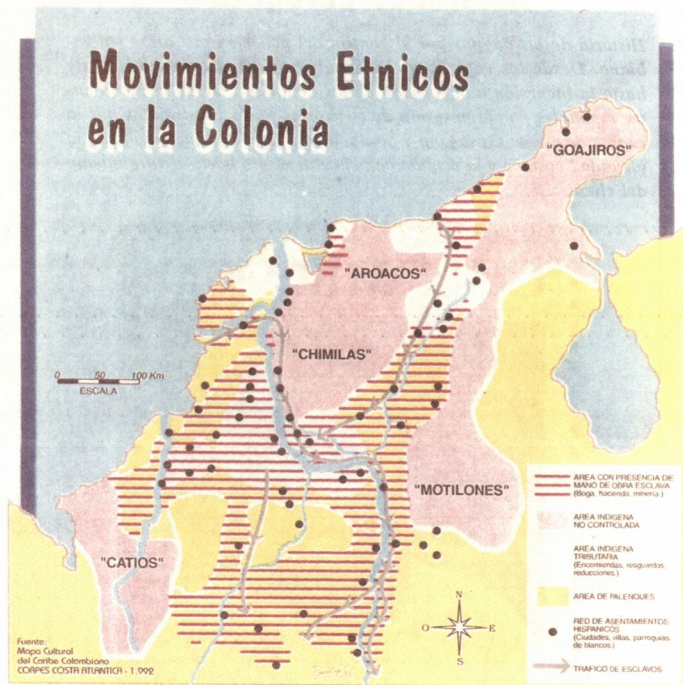 Movimientos Etnicos
en la Colonia
"GOAJIROS"
"AROACOS"
"CHIMILAS"
0 50 100 Km
ESCALA
"MOTILONES"
"CATIOS"
AREA CON PRESENCIA DE
MANO DE OBRA ESCLAVA
(Boga, hacienda, minería.)
AREA INDIGENA
NO CONTROLADA
AREA INDIGENA
TRIBUTARIA
(Encomiendas, resguardos,
reducciones.)
AREA DE PALENQUES
RED DE ASENTAMIENTOS
HISPANICOS
(Ciudades, villas, parroquias
de blancos.)
TRAFICO DE ESCLAVOS
N
O E
S
Fuente:
Mapa Cultural
del Caribe Colombiano
CORPES COSTA ATLANTICA - 1.992